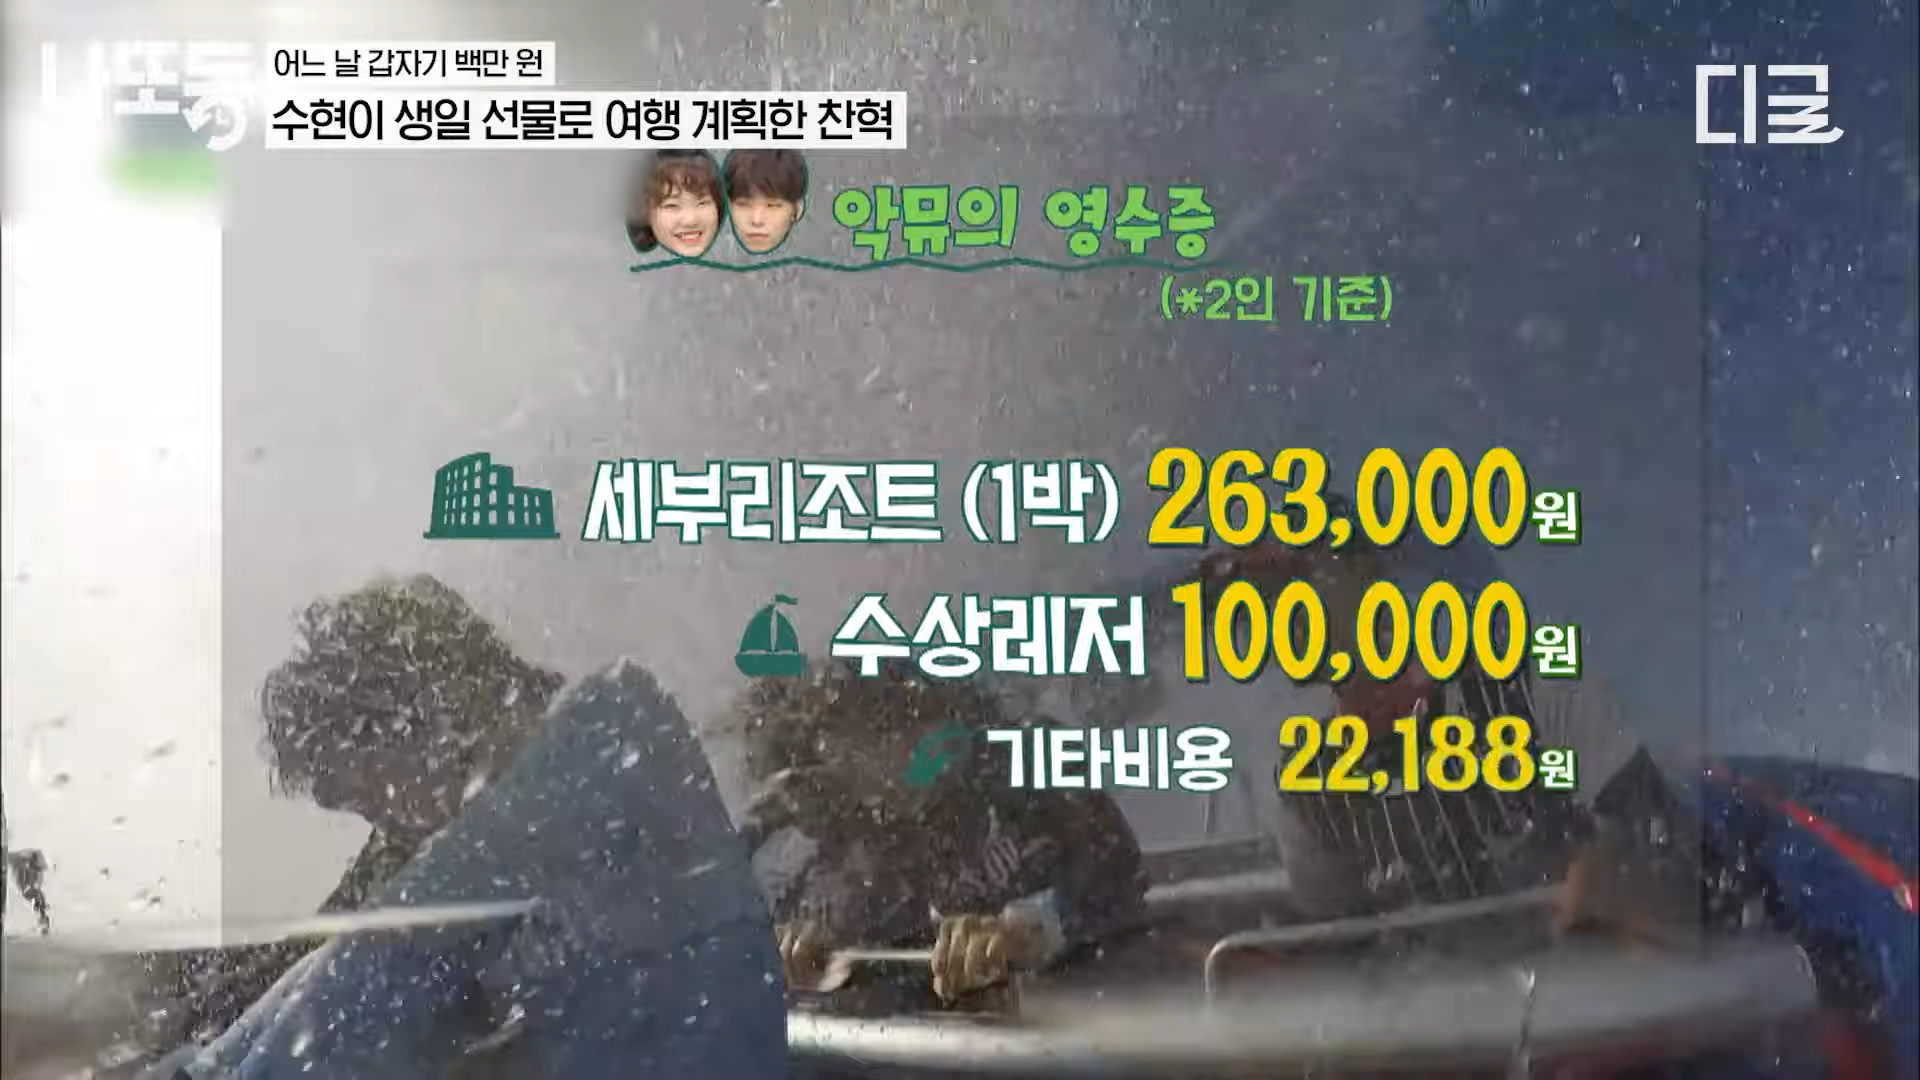 어느 날 갑자기 백만 원
수현이 생일 선물로 여행 계획한 찬혁
디글
악뮤의 영수증
(*2인 기준)
세부리조트 (1박) 263,000원
수상레저 100,000원
기타비용 22,188원